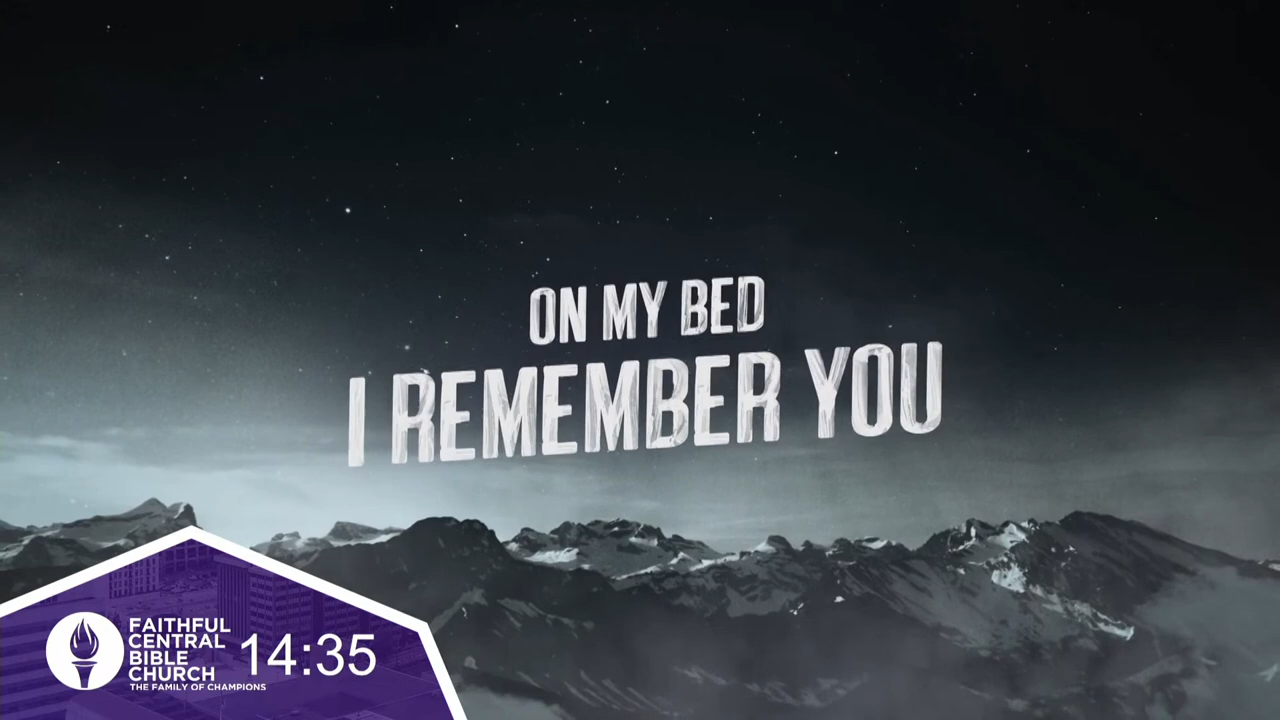 ON MY BED
I REMEMBER YOU
FAITHFUL
CENTRAL
BIBLE
CHURCH
THE FAMILY OF CHAMPIONS
14:35